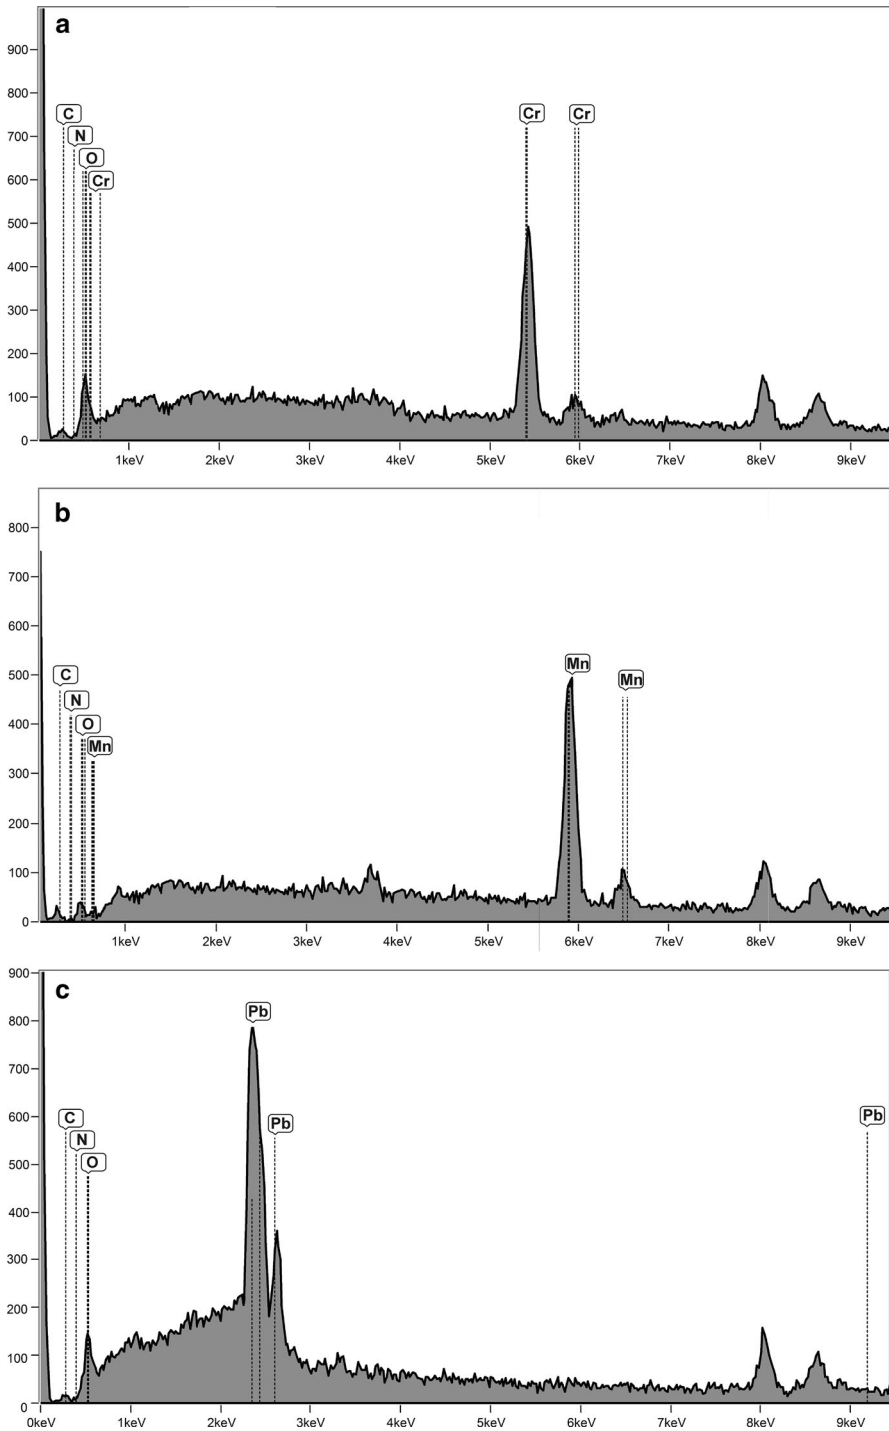 a
900
800
700
600
500
400
300
200
100
0
C
N
O
Cr
Cr
Cr
1keV 2keV 3keV 4keV 5keV 6keV 7keV 8keV 9keV
b
800
700
600
500
400
300
200
100
0
C
N
O
Mn
Mn
Mn
1keV 2keV 3keV 4keV 5keV 6keV 7keV 8keV 9keV
c
900
800
700
600
500
400
300
200
100
0
C
N
O
Pb
Pb
Pb
0keV 1keV 2keV 3keV 4keV 5keV 6keV 7keV 8keV 9keV